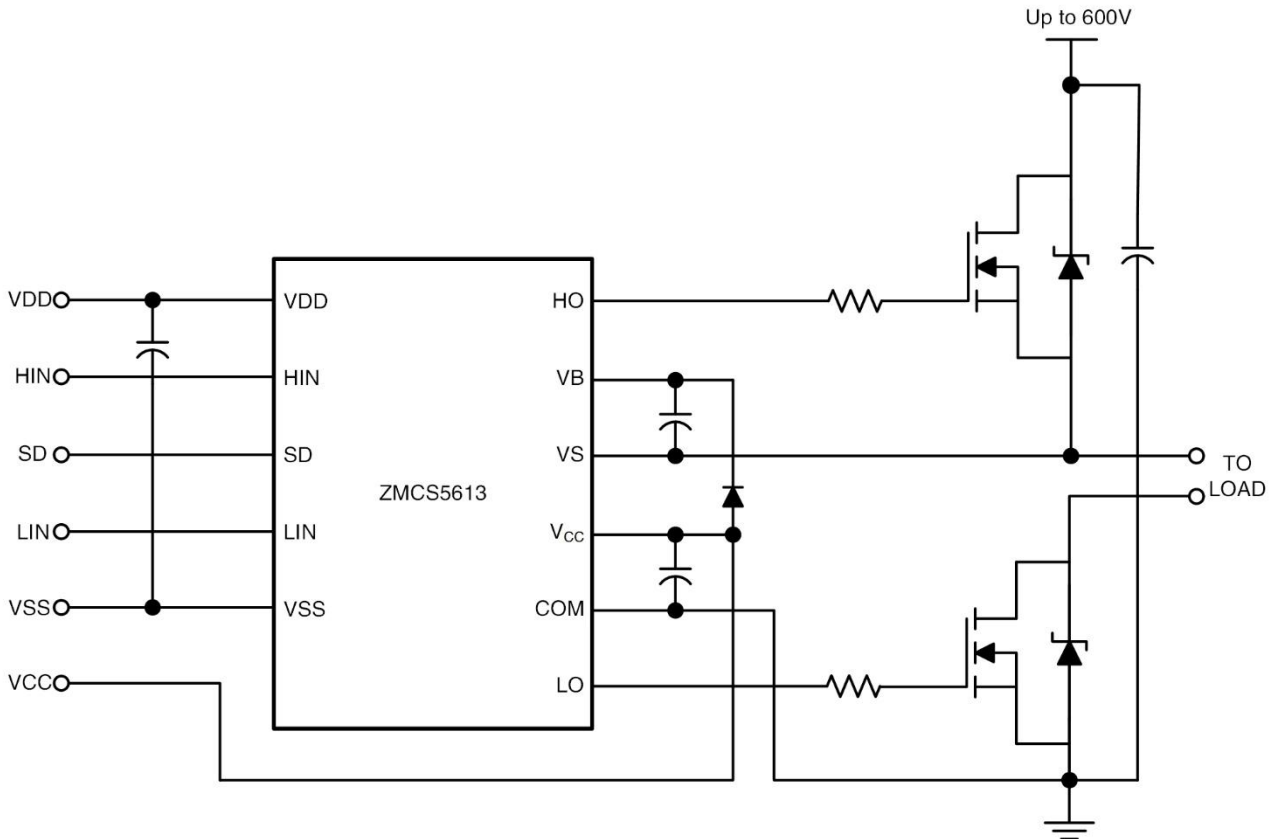 Up to 600V
VDD
VDD
HO
HIN
HIN
VB
SD
SD
VS
TO
LOAD
ZMCS5613
LIN
LIN
VCC
VSS
VSS
COM
VCC
LO